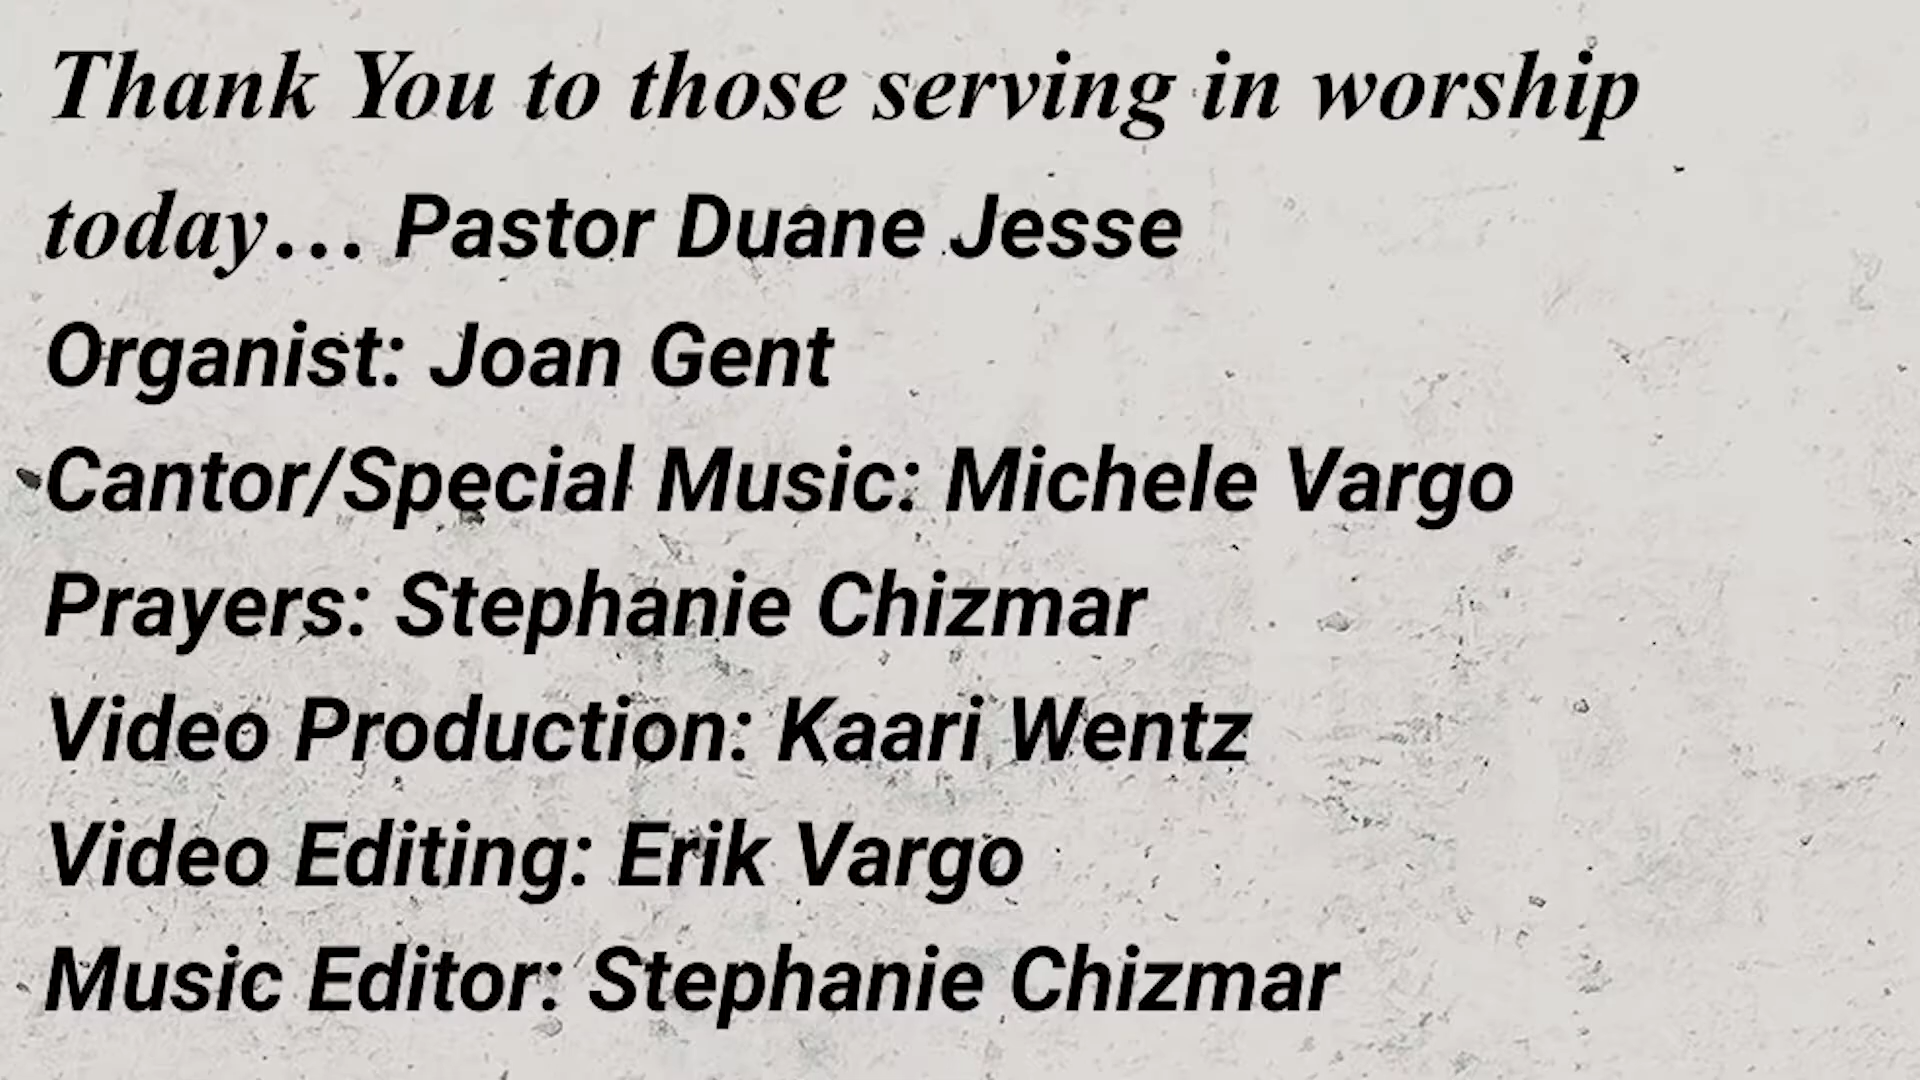 Thank You to those serving in worship
today... Pastor Duane Jesse
Organist: Joan Gent
Cantor/Special Music: Michele Vargo
Prayers: Stephanie Chizmar
Video Production: Kaari Wentz
Video Editing: Erik Vargo
Music Editor: Stephanie Chizmar